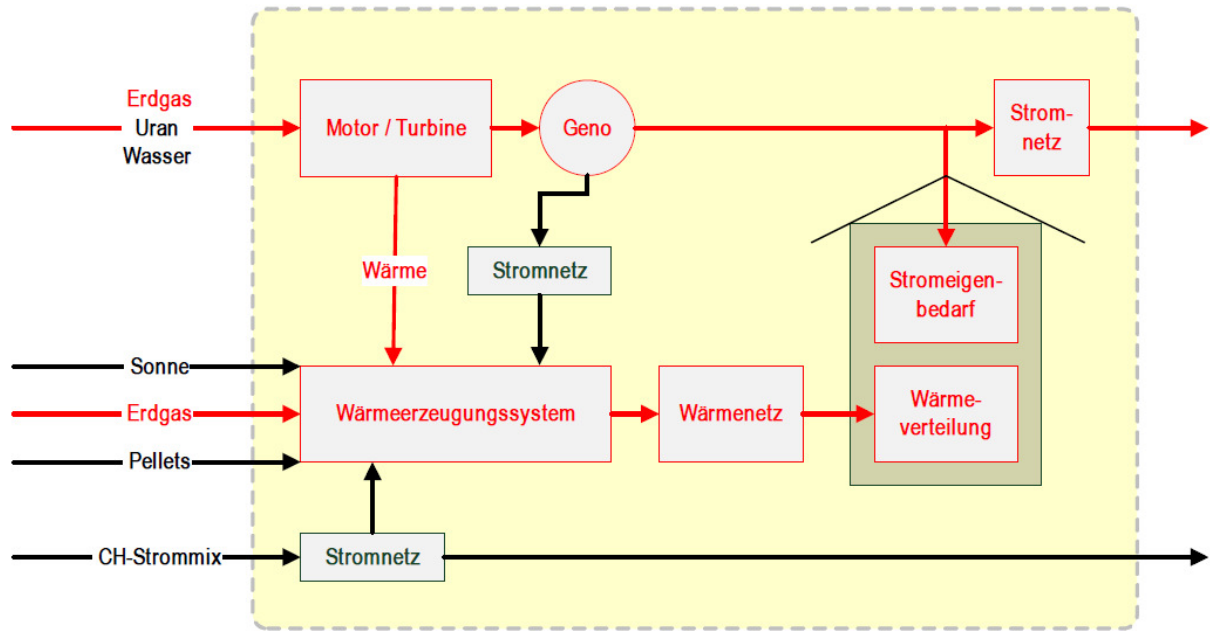 Erdgas
Uran
Wasser
Motor / Turbine
Geno
Strom-
netz
Wärme
Stromnetz
Stromeigen-
bedarf
Sonne
Erdgas
Pellets
Wärmeerzeugungssystem
Wärmenetz
Wärme-
verteilung
CH-Strommix
Stromnetz